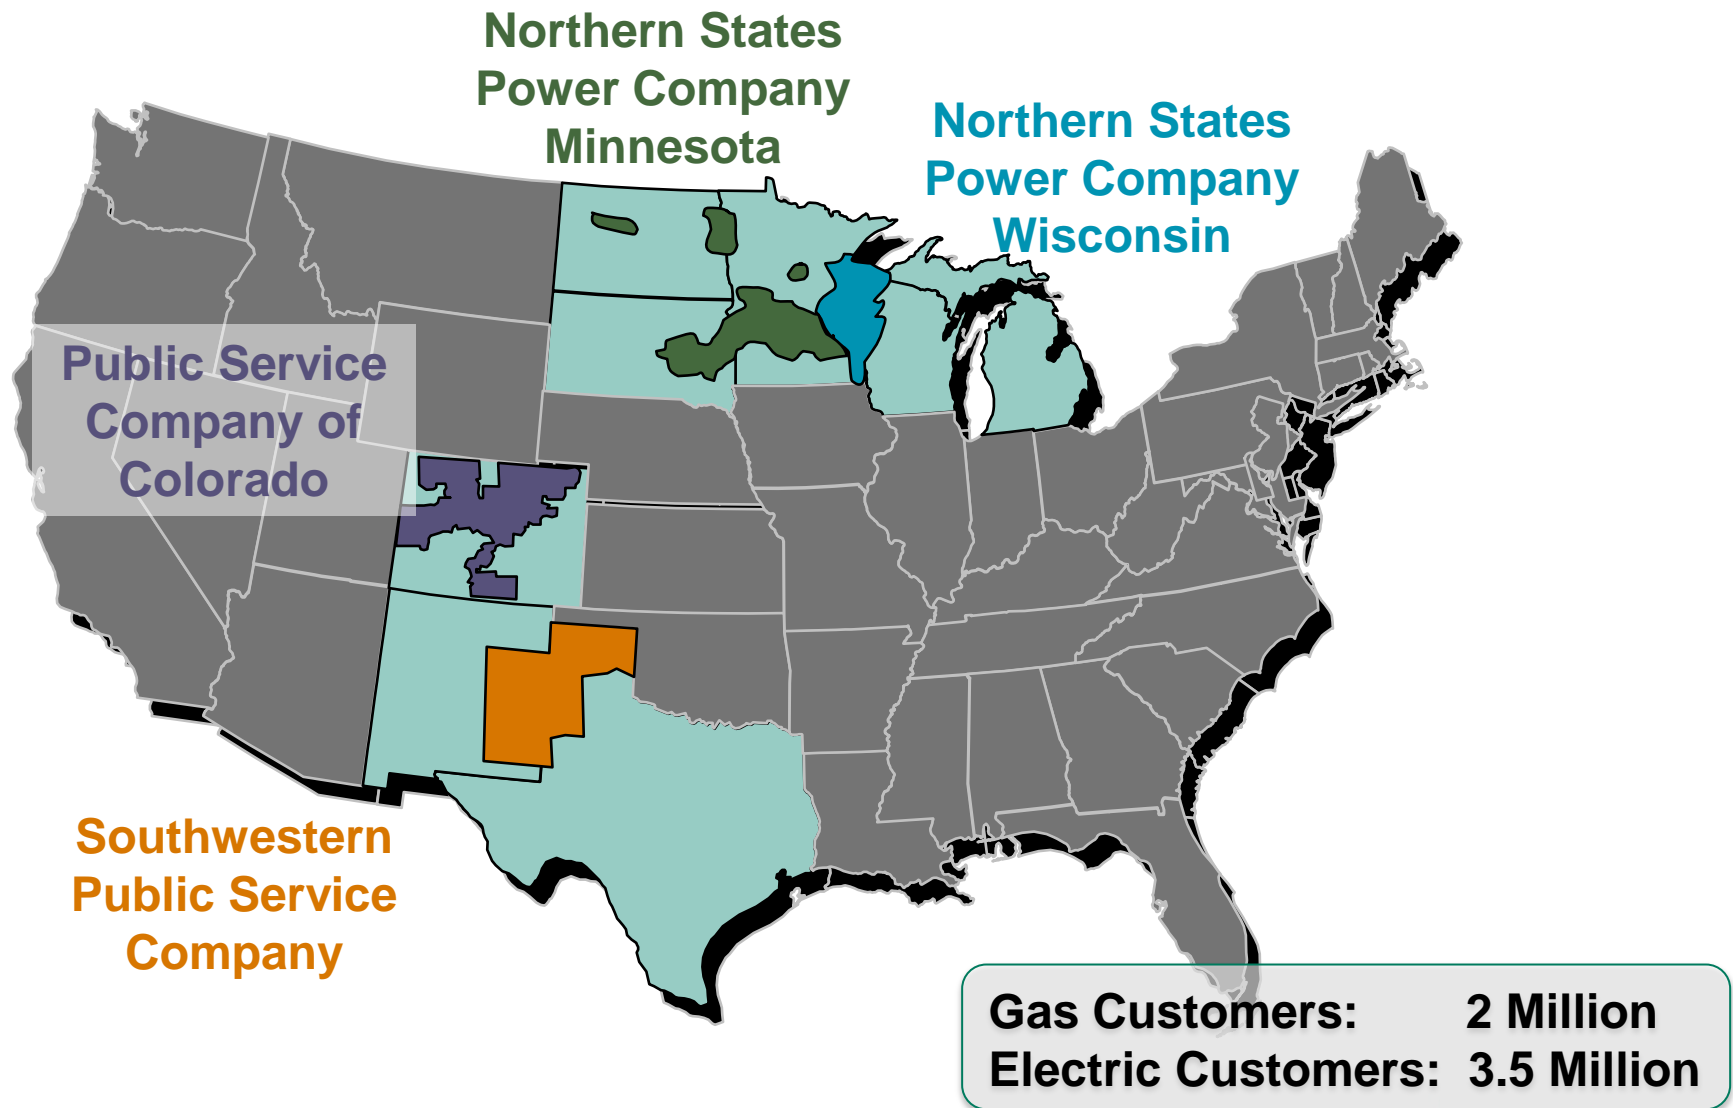 Northern States
Power Company
Minnesota
Northern States
Power Company
Wisconsin
Public Service
Company of
Colorado
Southwestern
Public Service
Company
Gas Customers: 2 Million
Electric Customers: 3.5 Million